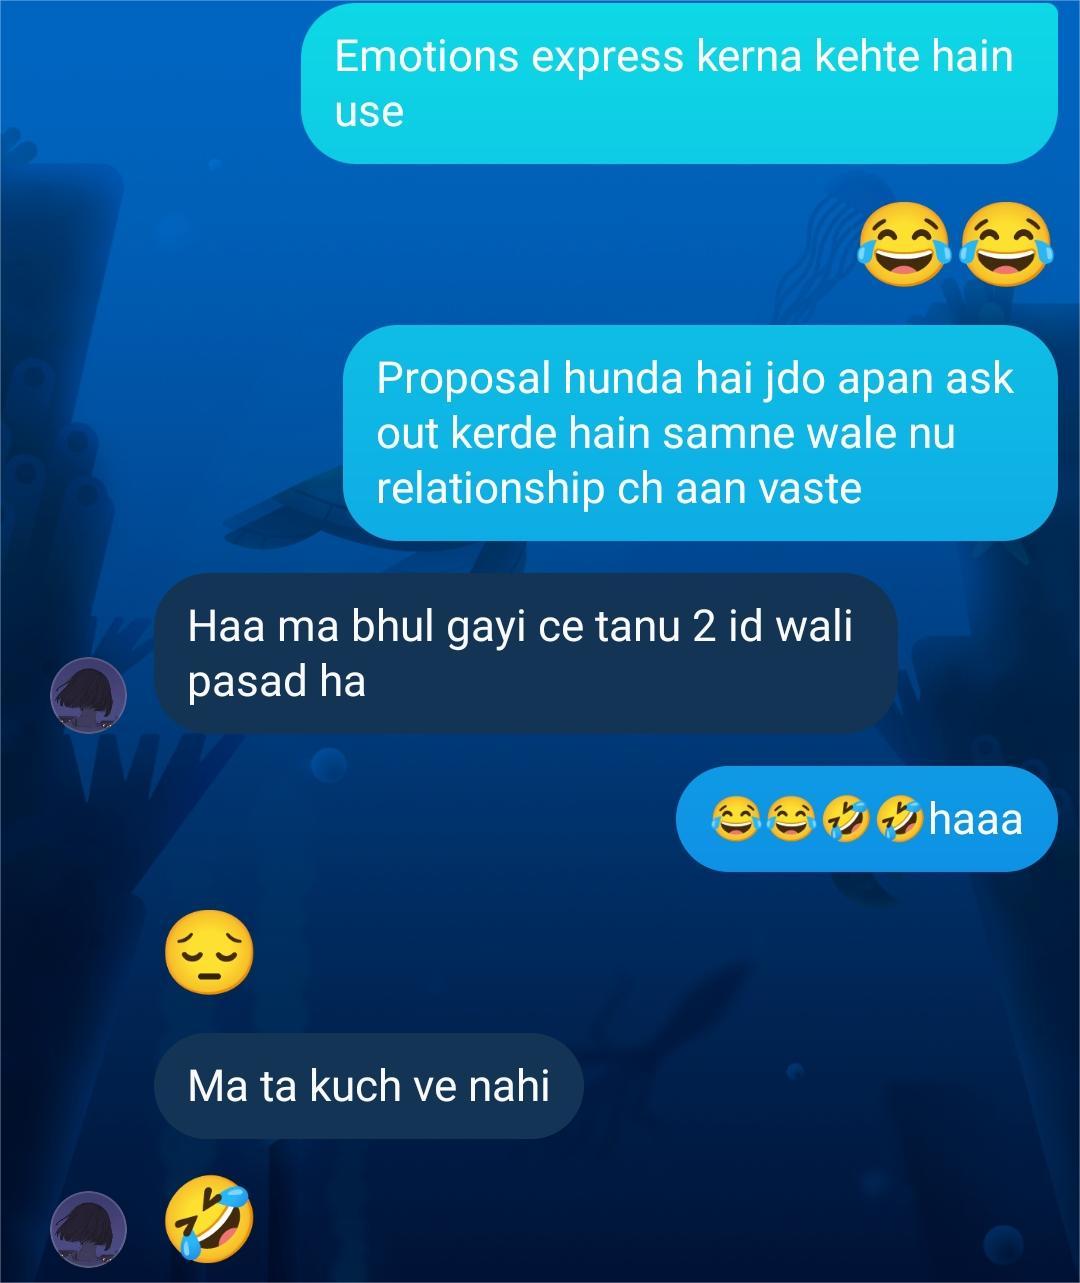 Emotions express kerna kehte hain
use
😂😂
Proposal hunda hai jdo apan ask
out kerde hain samne wale nu
relationship ch aan vaste
Haa ma bhul gayi ce tanu 2 id wali
pasad ha
😂😂🤣🤣haaa
😔
Ma ta kuch ve nahi
🤣